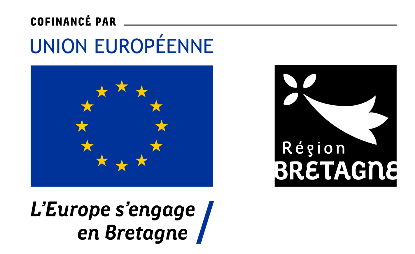 COFINANCÉ PAR
UNION EUROPÉENNE
L'Europe s'engage
en Bretagne
Région
BRETAGNE